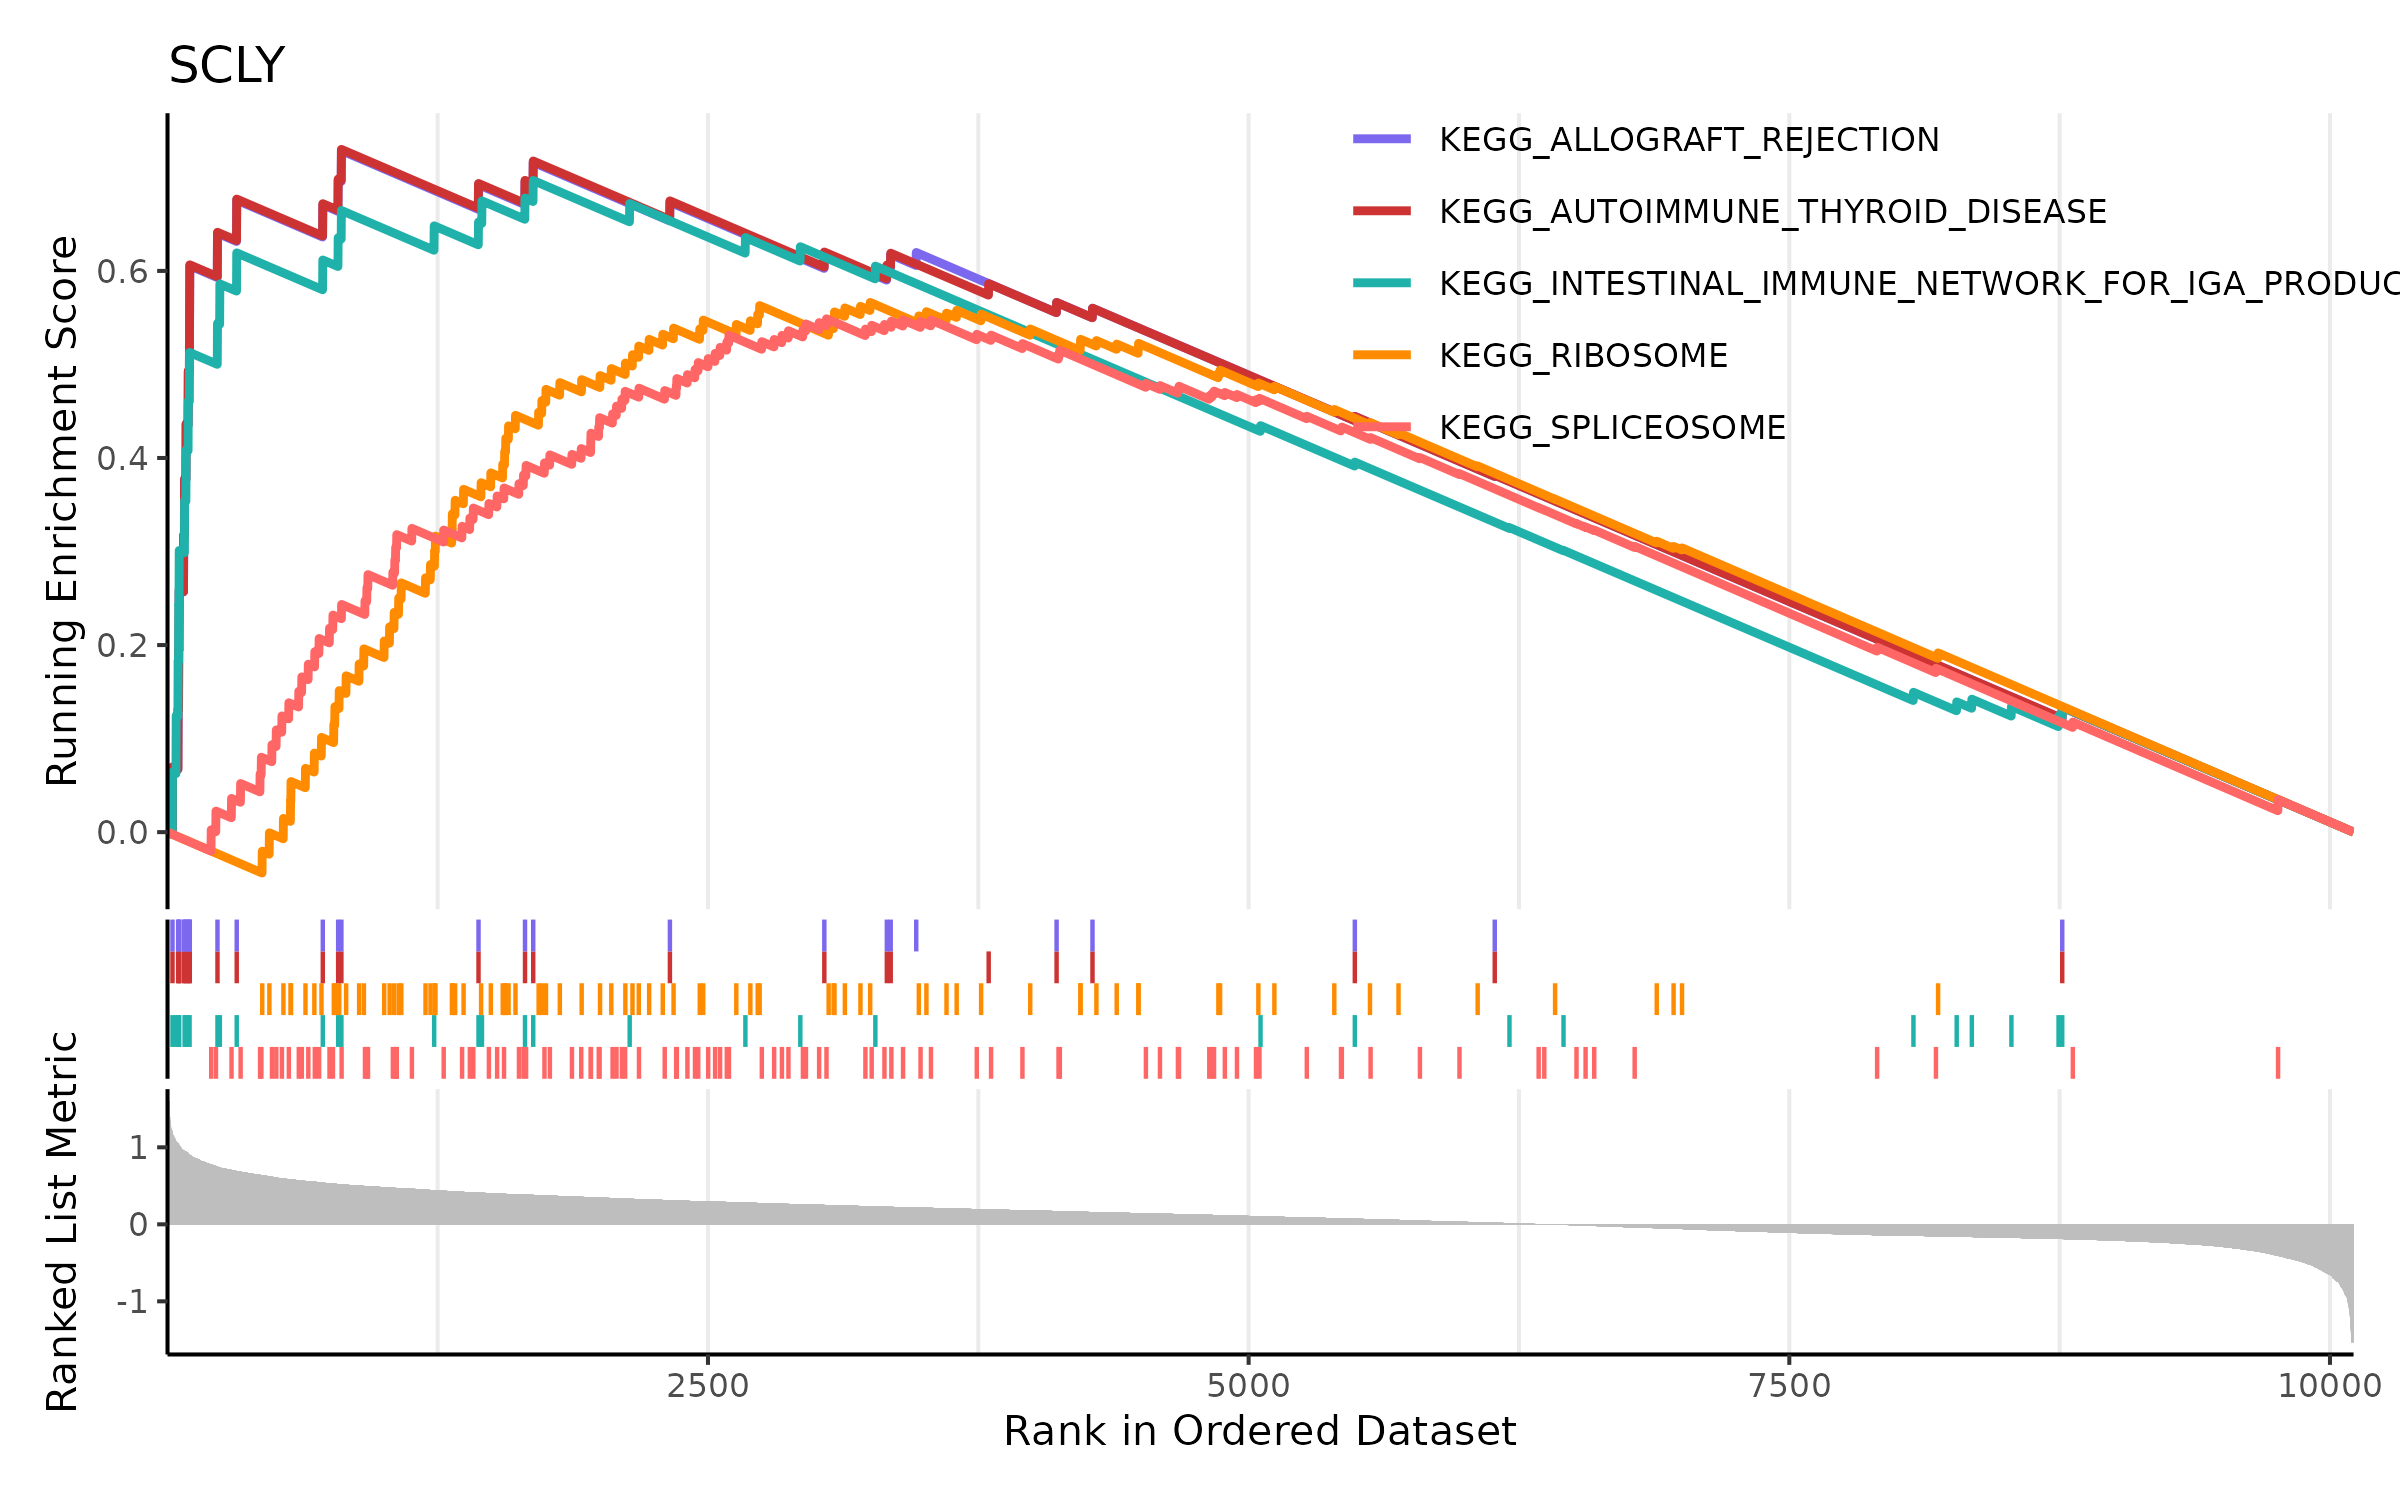 SCLY
Running Enrichment Score
0.6
0.4
0.2
0.0
KEGG_ALLOGRAFT_REJECTION
KEGG_AUTOIMMUNE_THYROID_DISEASE
KEGG_INTESTINAL_IMMUNE_NETWORK_FOR_IGA_PRODUC
KEGG_RIBOSOME
KEGG_SPLICEOSOME
Ranked List Metric
1
0
-1
2500 5000 7500 10000
Rank in Ordered Dataset